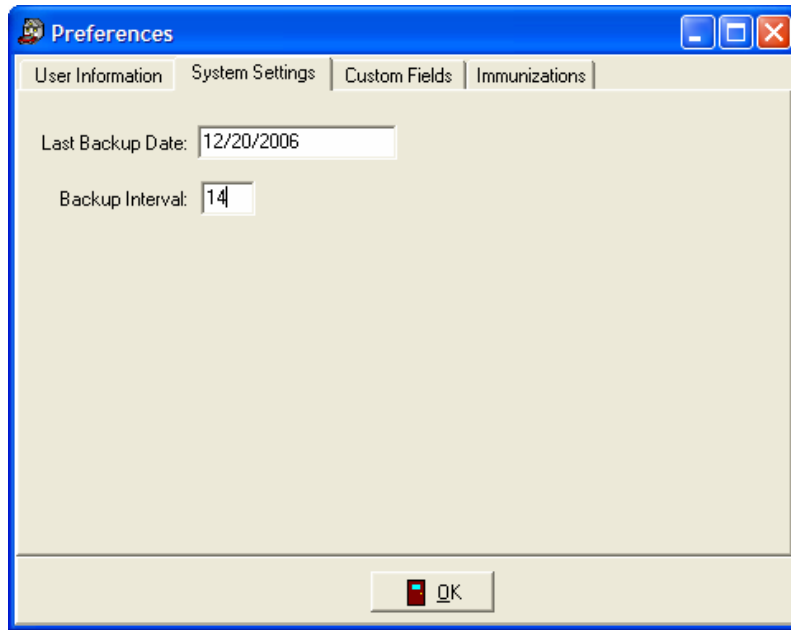 Preferences
User Information System Settings Custom Fields Immunizations
Last Backup Date: 12/20/2006
Backup Interval: 14
OK